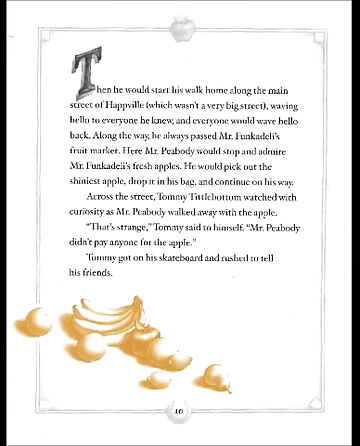 Then he would start his walk home along the main
street of Happville (which wasn't a very big street), waving
hello to everyone he knew, and everyone would wave hello
back. Along the way, he always passed Mr. Funkadeli's
fruit market. Here Mr. Peabody would stop and admire
Mr. Funkadeli's fresh apples. He would pick out the
shiniest apple, drop it in his bag, and continue on his way.
Across the street, Tommy Tittlebottom watched with
curiosity as Mr. Peabody walked away with the apple.
"That's strange," Tommy said to himself. "Mr. Peabody
didn't pay anyone for the apple."
Tommy got on his skateboard and rushed to tell
his friends.
10